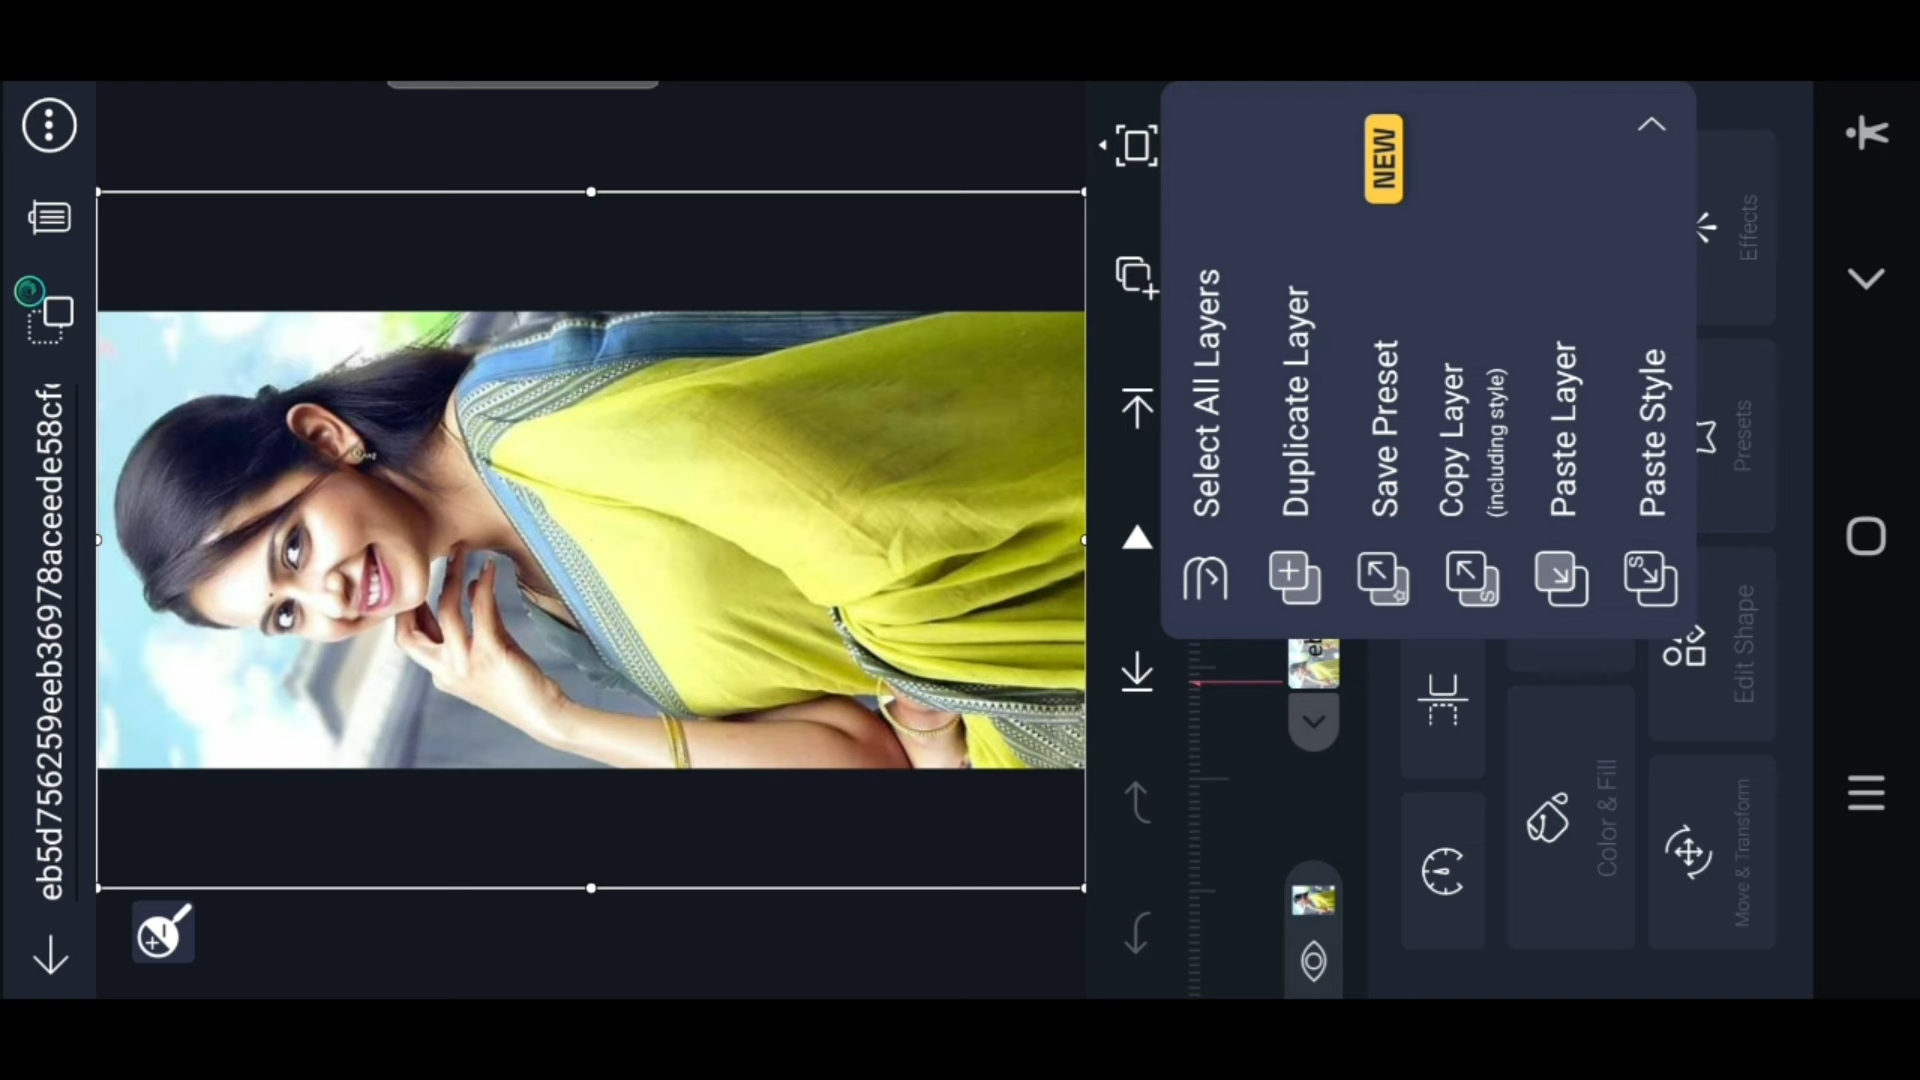 eb5d756259eeb36978aceede58cf
Select All Layers
Duplicate Layer
Save Preset
NEW
Copy Layer
(including style)
Paste Layer
Paste Style
Color & Fill
Move & Transform
Edit Shape
Presets
Effects